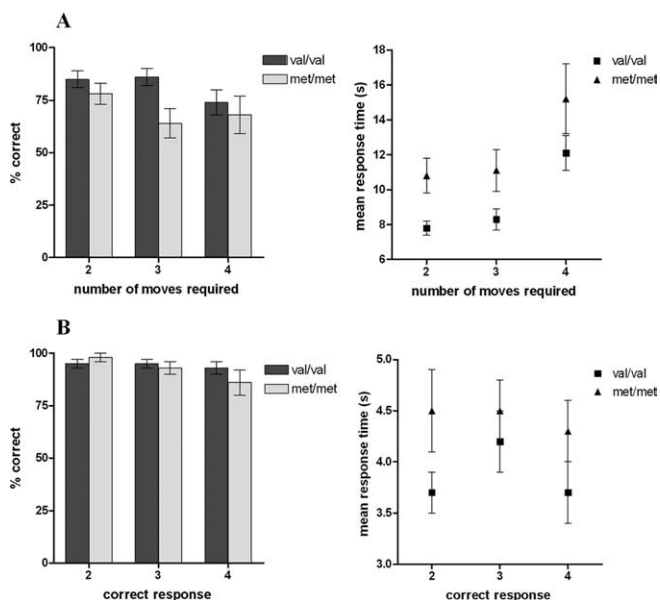 A
100
75
50
25
0
% correct
2
3
4
number of moves required
val/val
met/met
18
16
14
12
10
8
6
mean response time (s)
2
3
4
number of moves required
val/val
met/met
B
100
75
50
25
0
% correct
2
3
4
correct response
val/val
met/met
5.0
4.5
4.0
3.5
3.0
mean response time (s)
2
3
4
correct response
val/val
met/met